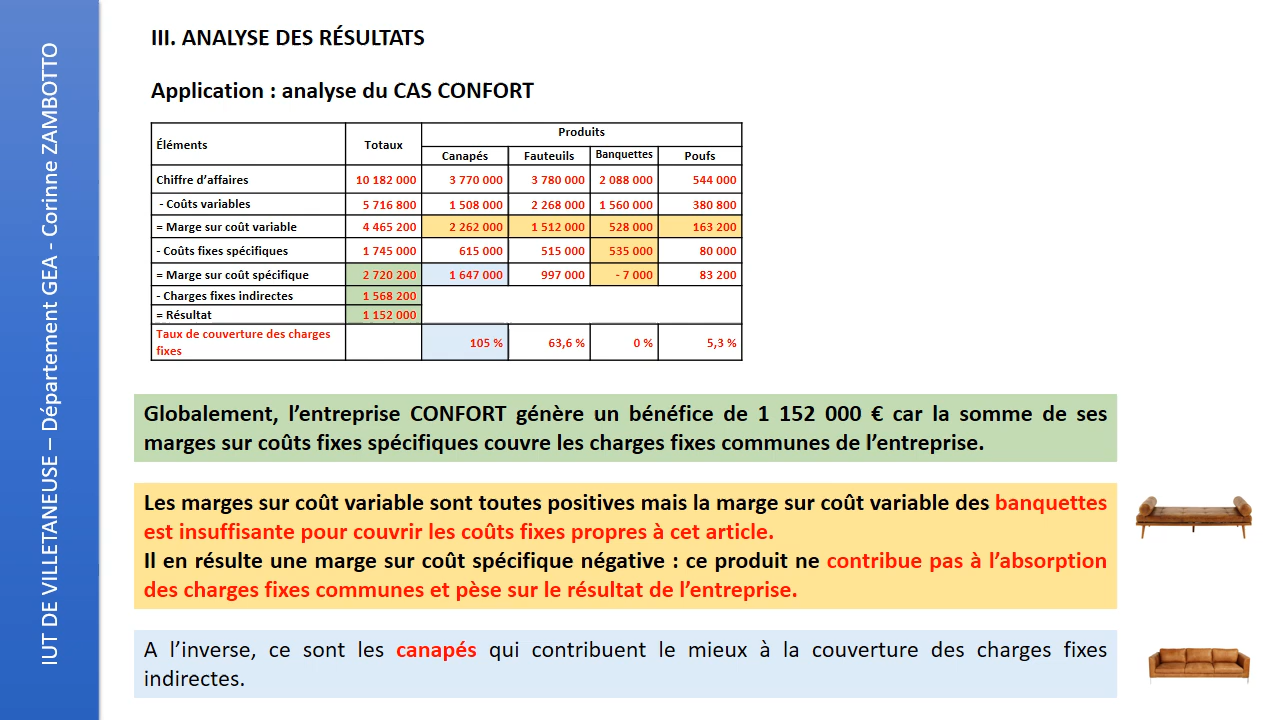 IUT DE VILLETANEUSE – Département GEA - Corinne ZAMBOTTO
III. ANALYSE DES RÉSULTATS
Application : analyse du CAS CONFORT
Éléments Totaux Produits
Canapés Fauteuils Banquettes Poufs
Chiffre d'affaires 10 182 000 3 770 000 3 780 000 2 088 000 544 000
- Coûts variables 5 716 800 1 508 000 2 268 000 1 560 000 380 800
= Marge sur coût variable 4 465 200 2 262 000 1 512 000 528 000 163 200
- Coûts fixes spécifiques 1 745 000 615 000 515 000 535 000 80 000
= Marge sur coût spécifique 2 720 200 1 647 000 997 000 - 7 000 83 200
- Charges fixes indirectes 1 568 200
= Résultat 1 152 000
Taux de couverture des charges
fixes 105 % 63,6 % 0 % 5,3 %
Globalement, l'entreprise CONFORT génère un bénéfice de 1 152 000 € car la somme de ses
marges sur coûts fixes spécifiques couvre les charges fixes communes de l'entreprise.
Les marges sur coût variable sont toutes positives mais la marge sur coût variable des banquettes
est insuffisante pour couvrir les coûts fixes propres à cet article.
Il en résulte une marge sur coût spécifique négative : ce produit ne contribue pas à l'absorption
des charges fixes communes et pèse sur le résultat de l'entreprise.
A l'inverse, ce sont les canapés qui contribuent le mieux à la couverture des charges fixes
indirectes.